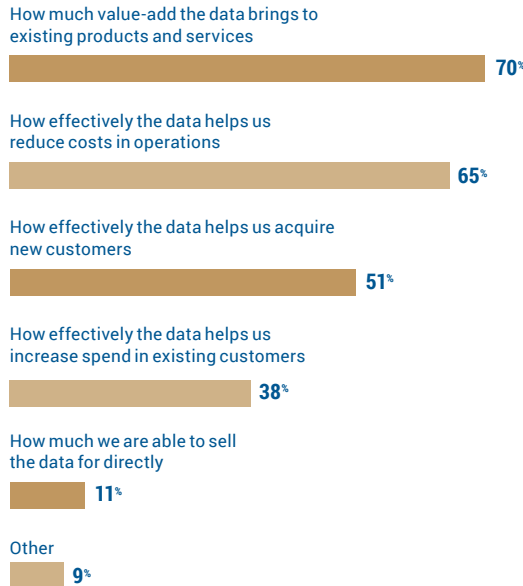 How much value-add the data brings to
existing products and services
70%
How effectively the data helps us
reduce costs in operations
65%
How effectively the data helps us acquire
new customers
51%
How effectively the data helps us
increase spend in existing customers
38%
How much we are able to sell
the data for directly
11%
Other
9%